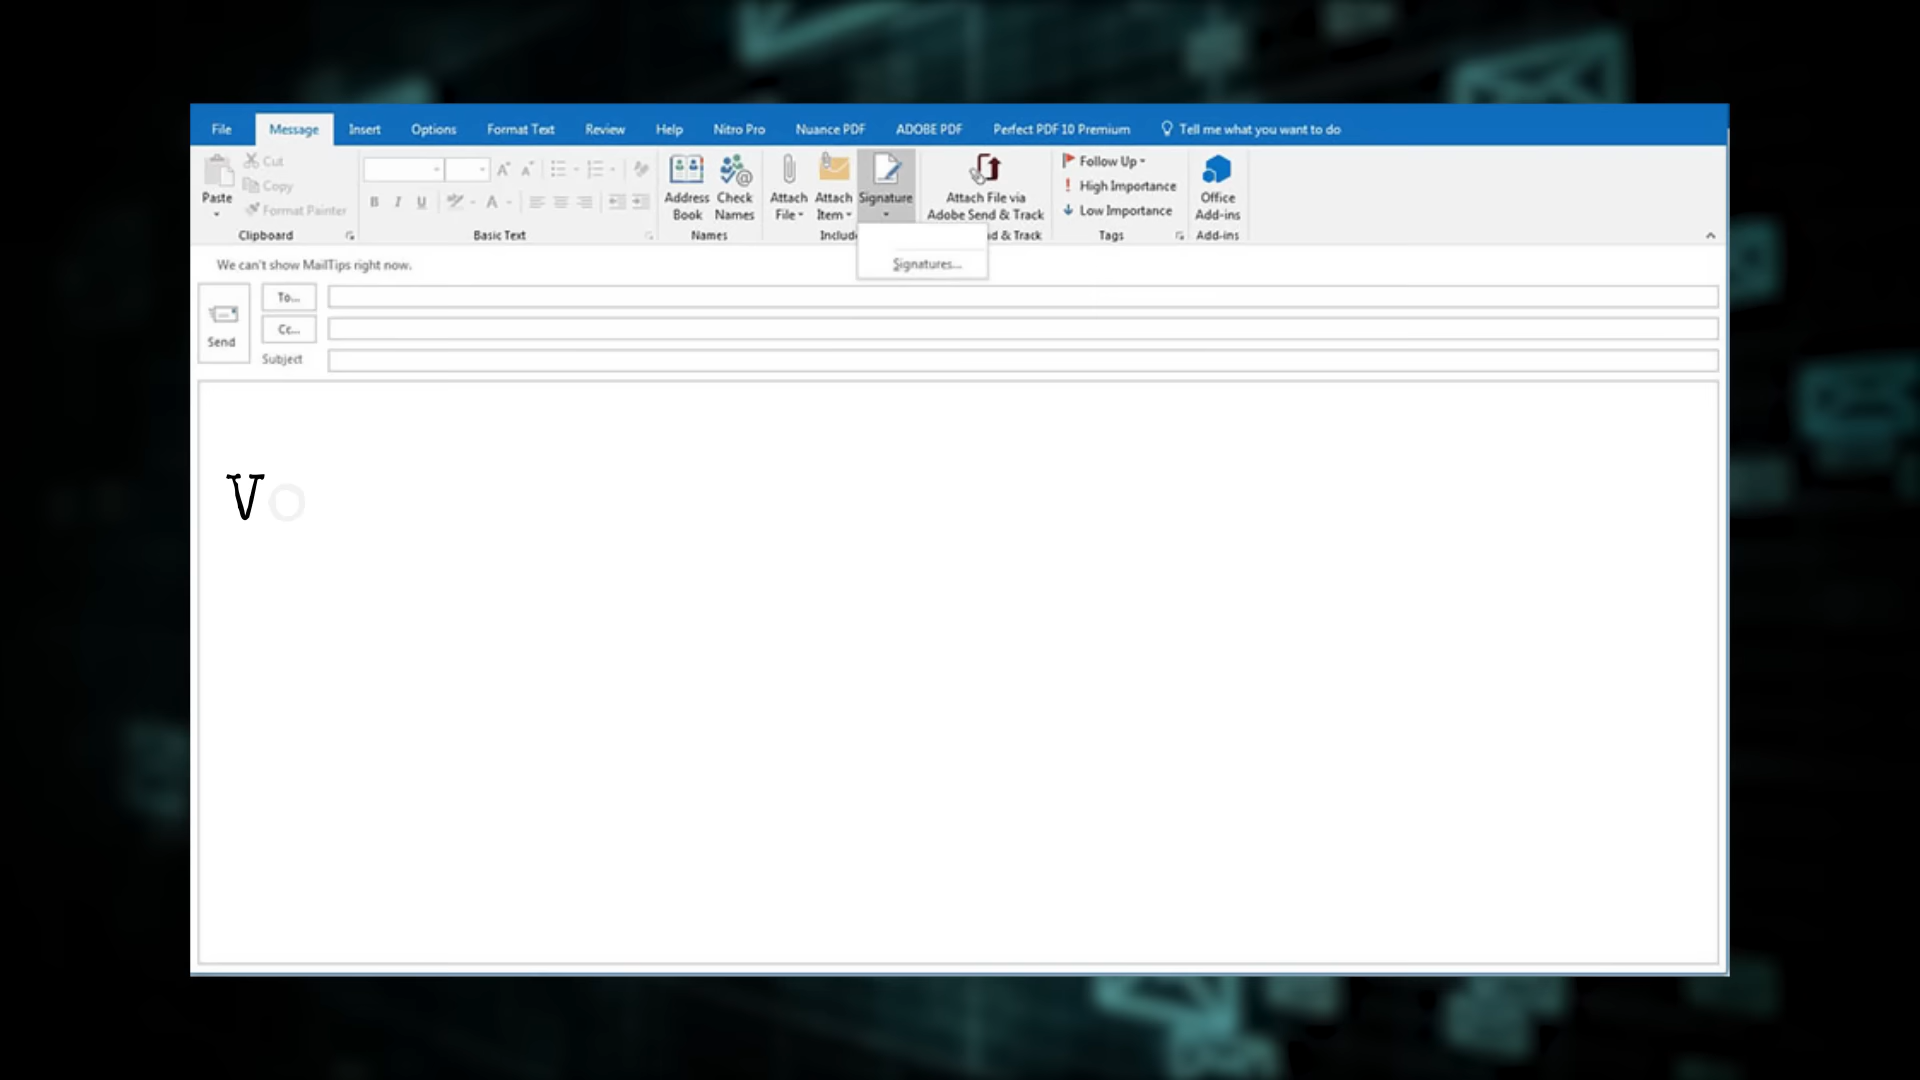 File Message Insert Options Format Text Review Help Nitro Pro Nuance PDF ADOBE PDF Perfect PDF 10 Premium Tell me what you want to do
Paste
Cut
Copy
Format Painter
Clipboard
B I U A
Basic Text
Address Book
Check Names
Names
Attach File
Attach Item
Signature
Includ
Signatures...
Attach File via
Adobe Send & Track
d & Track
Follow Up
High Importance
Low Importance
Tags
Office
Add-ins
Add-ins
We can't show MailTips right now.
Send
To...
Cc...
Subject
Vo